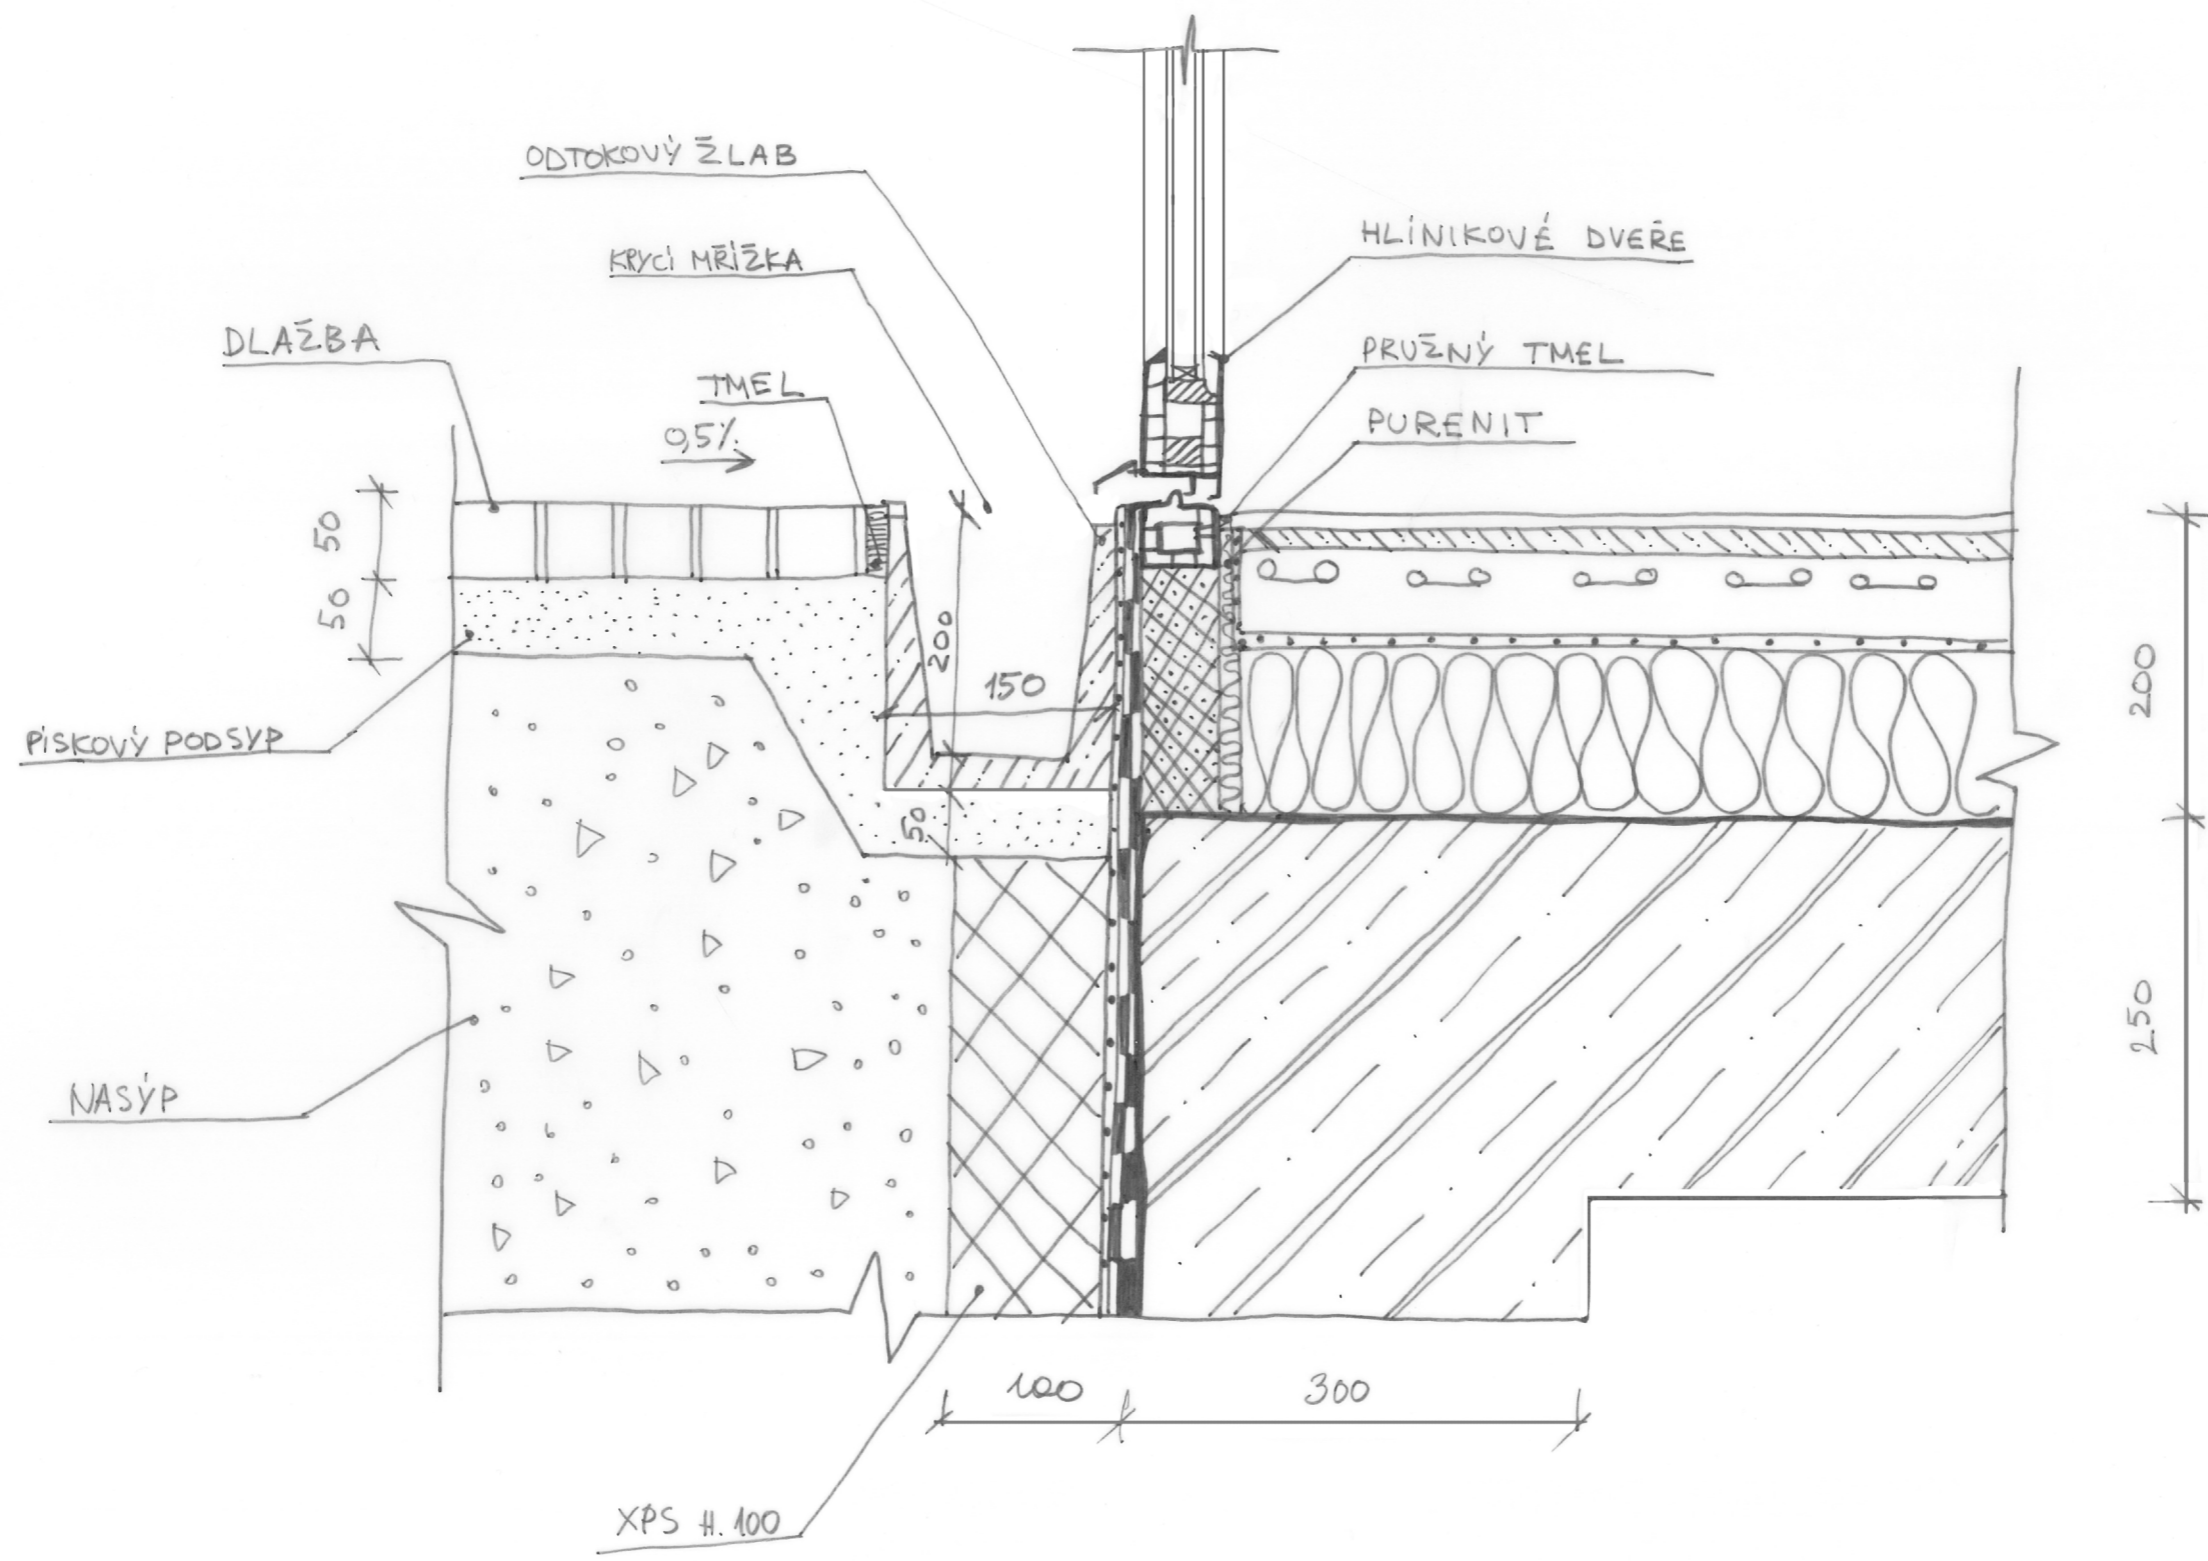 ODTOKOVÝ ŽLAB
KRYCÍ MŘÍŽKA
HLINÍKOVÉ DVEŘE
DLAŽBA
PRUŽNÝ TMEL
TMEL
PURENIT
0,5%
50
50
200
150
200
PÍSKOVÝ PODSYP
50
250
NASÝP
100
300
XPS H.100